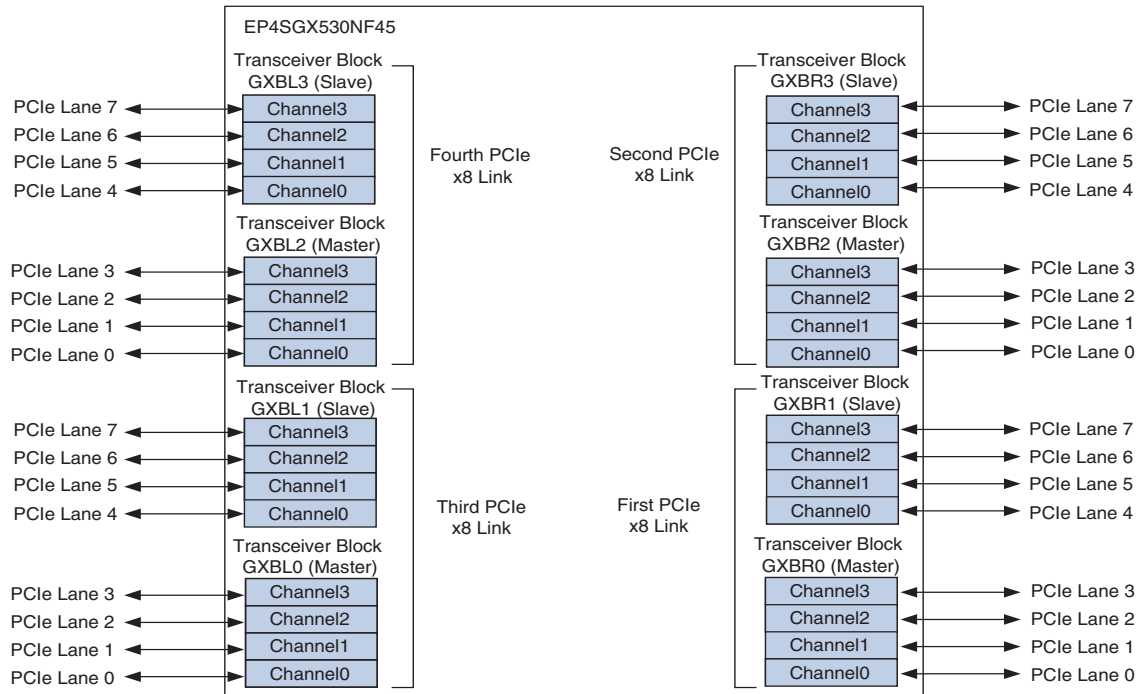 EP4SGX530NF45
Transceiver Block
GXBL3 (Slave)
PCIe Lane 7
Channel3
PCIe Lane 6
Channel2
PCIe Lane 5
Channel1
PCIe Lane 4
Channel0
Transceiver Block
GXBL2 (Master)
PCIe Lane 3
Channel3
PCIe Lane 2
Channel2
PCIe Lane 1
Channel1
PCIe Lane 0
Channel0
Fourth PCIe
x8 Link
Transceiver Block
GXBR3 (Slave)
Channel3
PCIe Lane 7
Channel2
PCIe Lane 6
Channel1
PCIe Lane 5
Channel0
PCIe Lane 4
Transceiver Block
GXBR2 (Master)
Channel3
PCIe Lane 3
Channel2
PCIe Lane 2
Channel1
PCIe Lane 1
Channel0
PCIe Lane 0
Second PCIe
x8 Link
Transceiver Block
GXBL1 (Slave)
PCIe Lane 7
Channel3
PCIe Lane 6
Channel2
PCIe Lane 5
Channel1
PCIe Lane 4
Channel0
Transceiver Block
GXBL0 (Master)
PCIe Lane 3
Channel3
PCIe Lane 2
Channel2
PCIe Lane 1
Channel1
PCIe Lane 0
Channel0
Third PCIe
x8 Link
Transceiver Block
GXBR1 (Slave)
Channel3
PCIe Lane 7
Channel2
PCIe Lane 6
Channel1
PCIe Lane 5
Channel0
PCIe Lane 4
Transceiver Block
GXBR0 (Master)
Channel3
PCIe Lane 3
Channel2
PCIe Lane 2
Channel1
PCIe Lane 1
Channel0
PCIe Lane 0
First PCIe
x8 Link